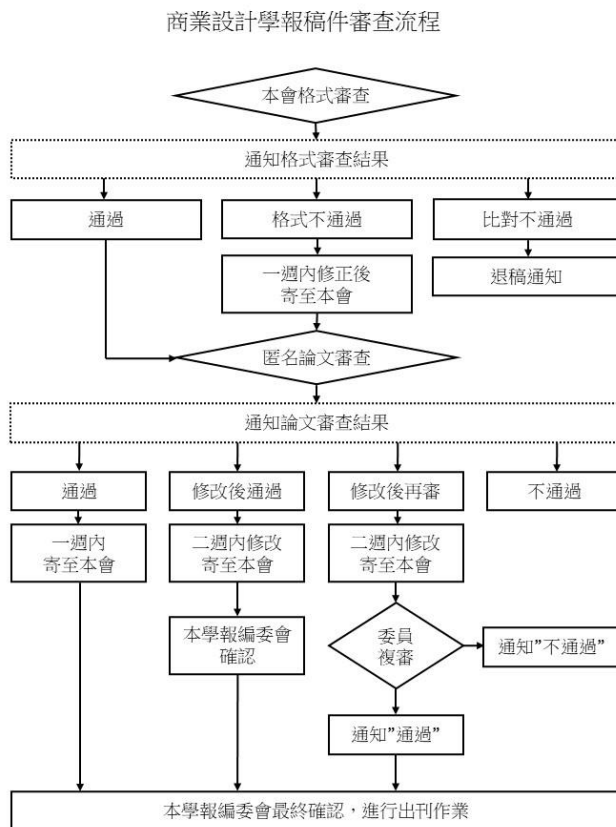 商業設計學報稿件審查流程
本會格式審查
通知格式審查結果
通過
格式不通過
比對不通過
一週內修正後
寄至本會
退稿通知
匿名論文審查
通知論文審查結果
通過
修改後通過
修改後再審
不通過
一週內
寄至本會
二週內修改
寄至本會
二週內修改
寄至本會
本學報編委會
確認
委員
複審
通知”不通過”
通知”通過”
本學報編委會最終確認，進行出刊作業